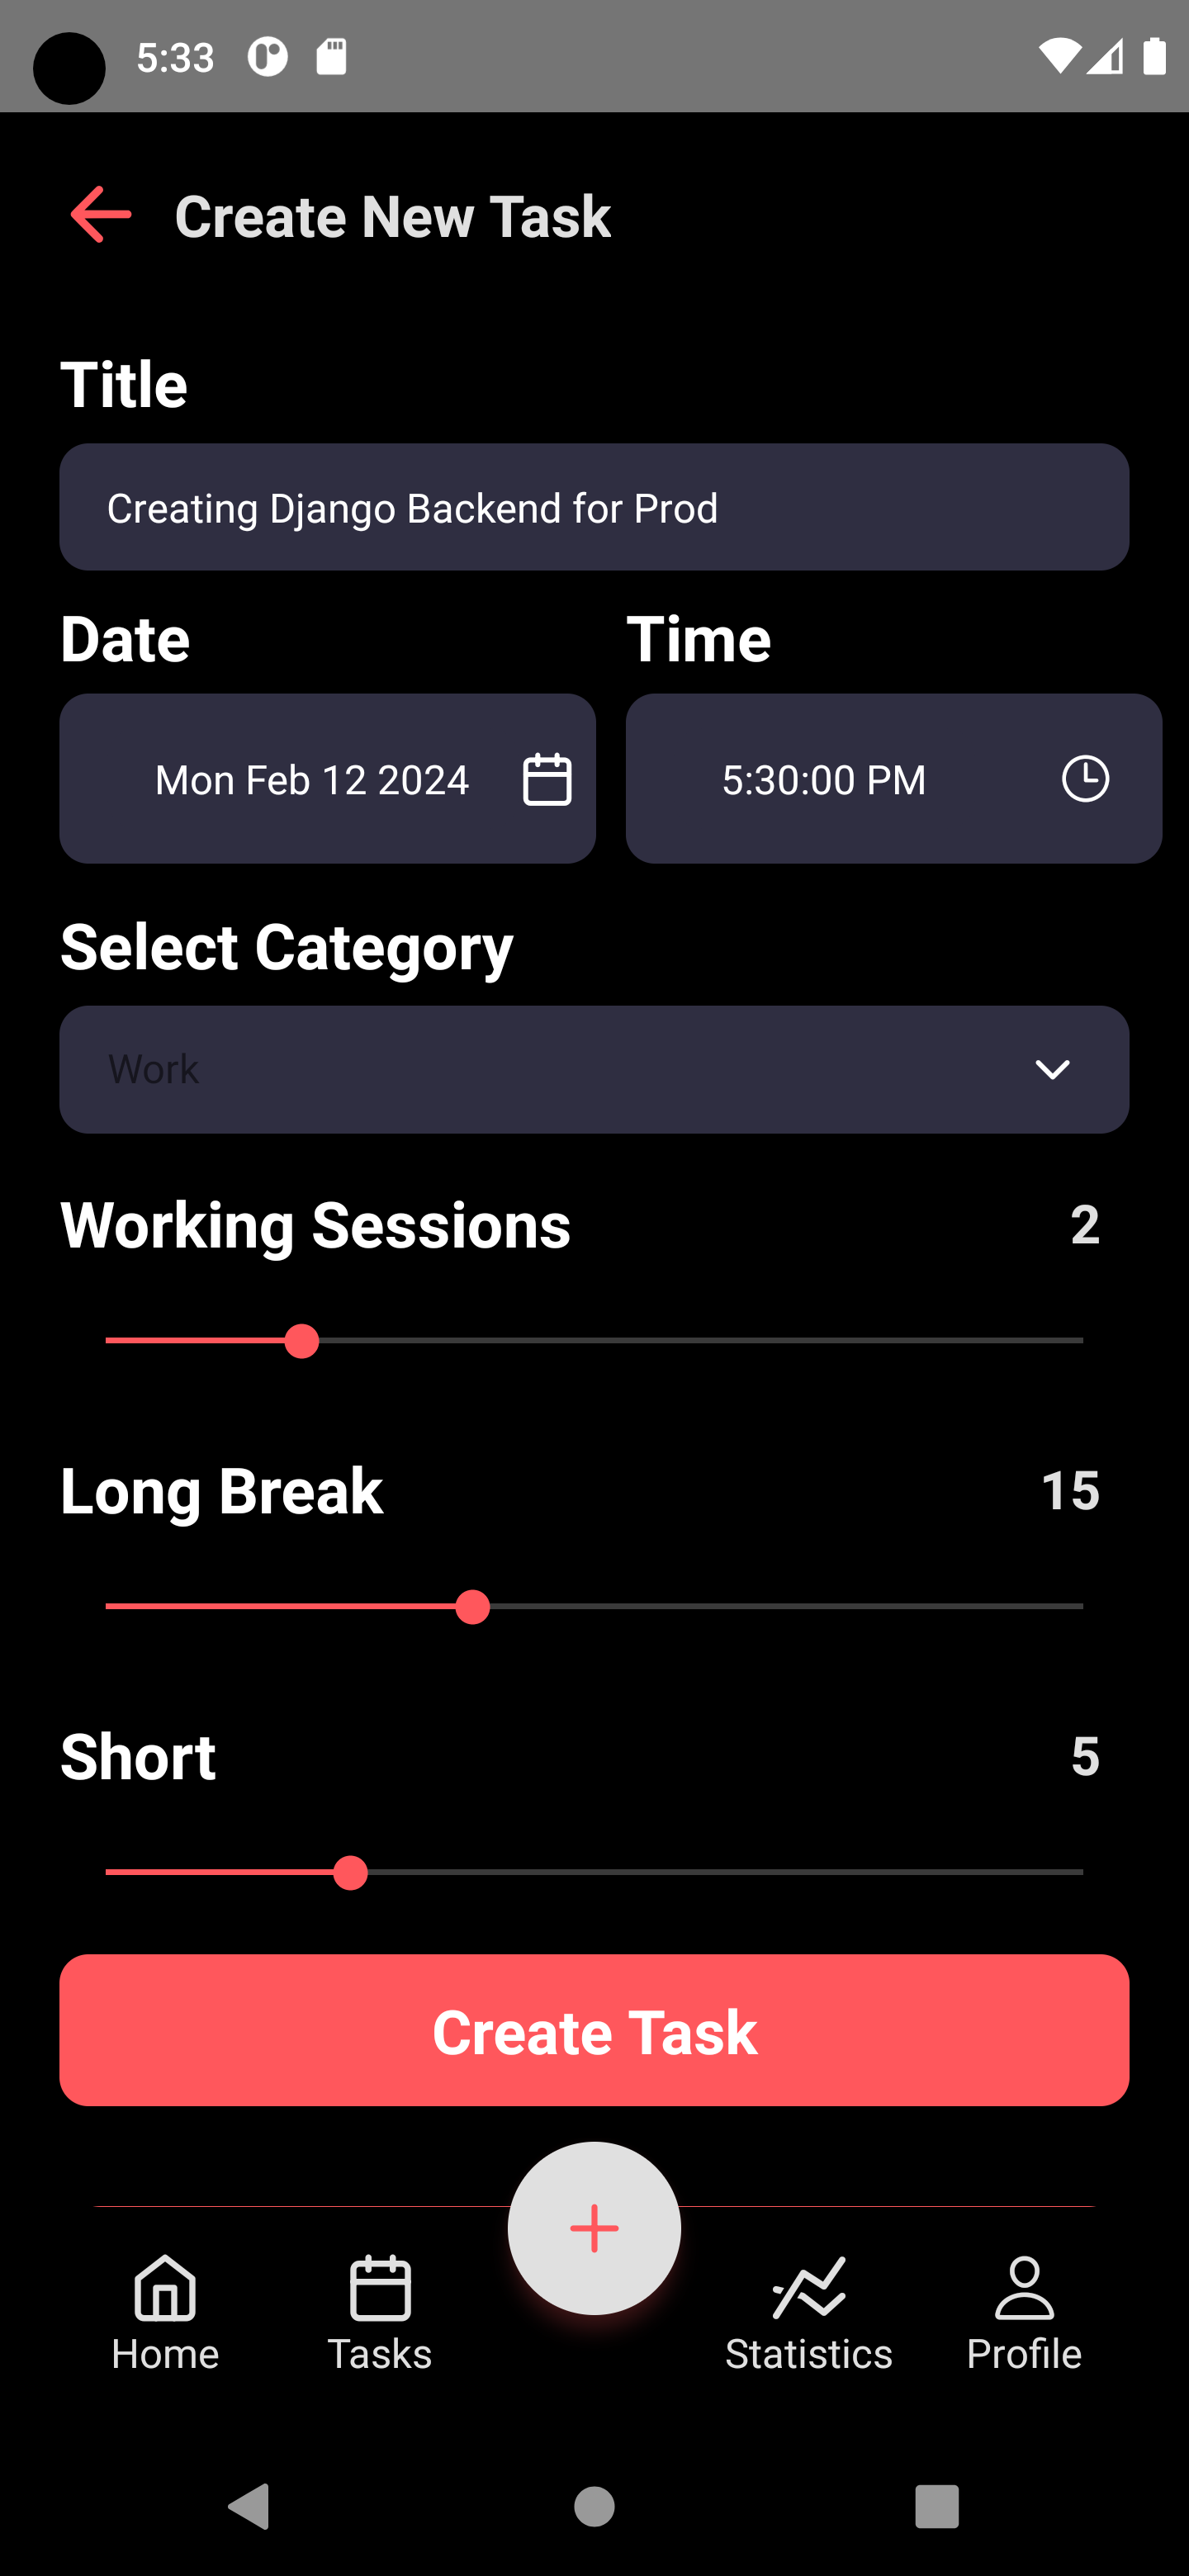 5:33
Create New Task
Title
Creating Django Backend for Prod
Date Time
Mon Feb 12 2024 5:30:00 PM
Select Category
Work
Working Sessions 2
Long Break 15
Short 5
Create Task
Home Tasks Statistics Profile